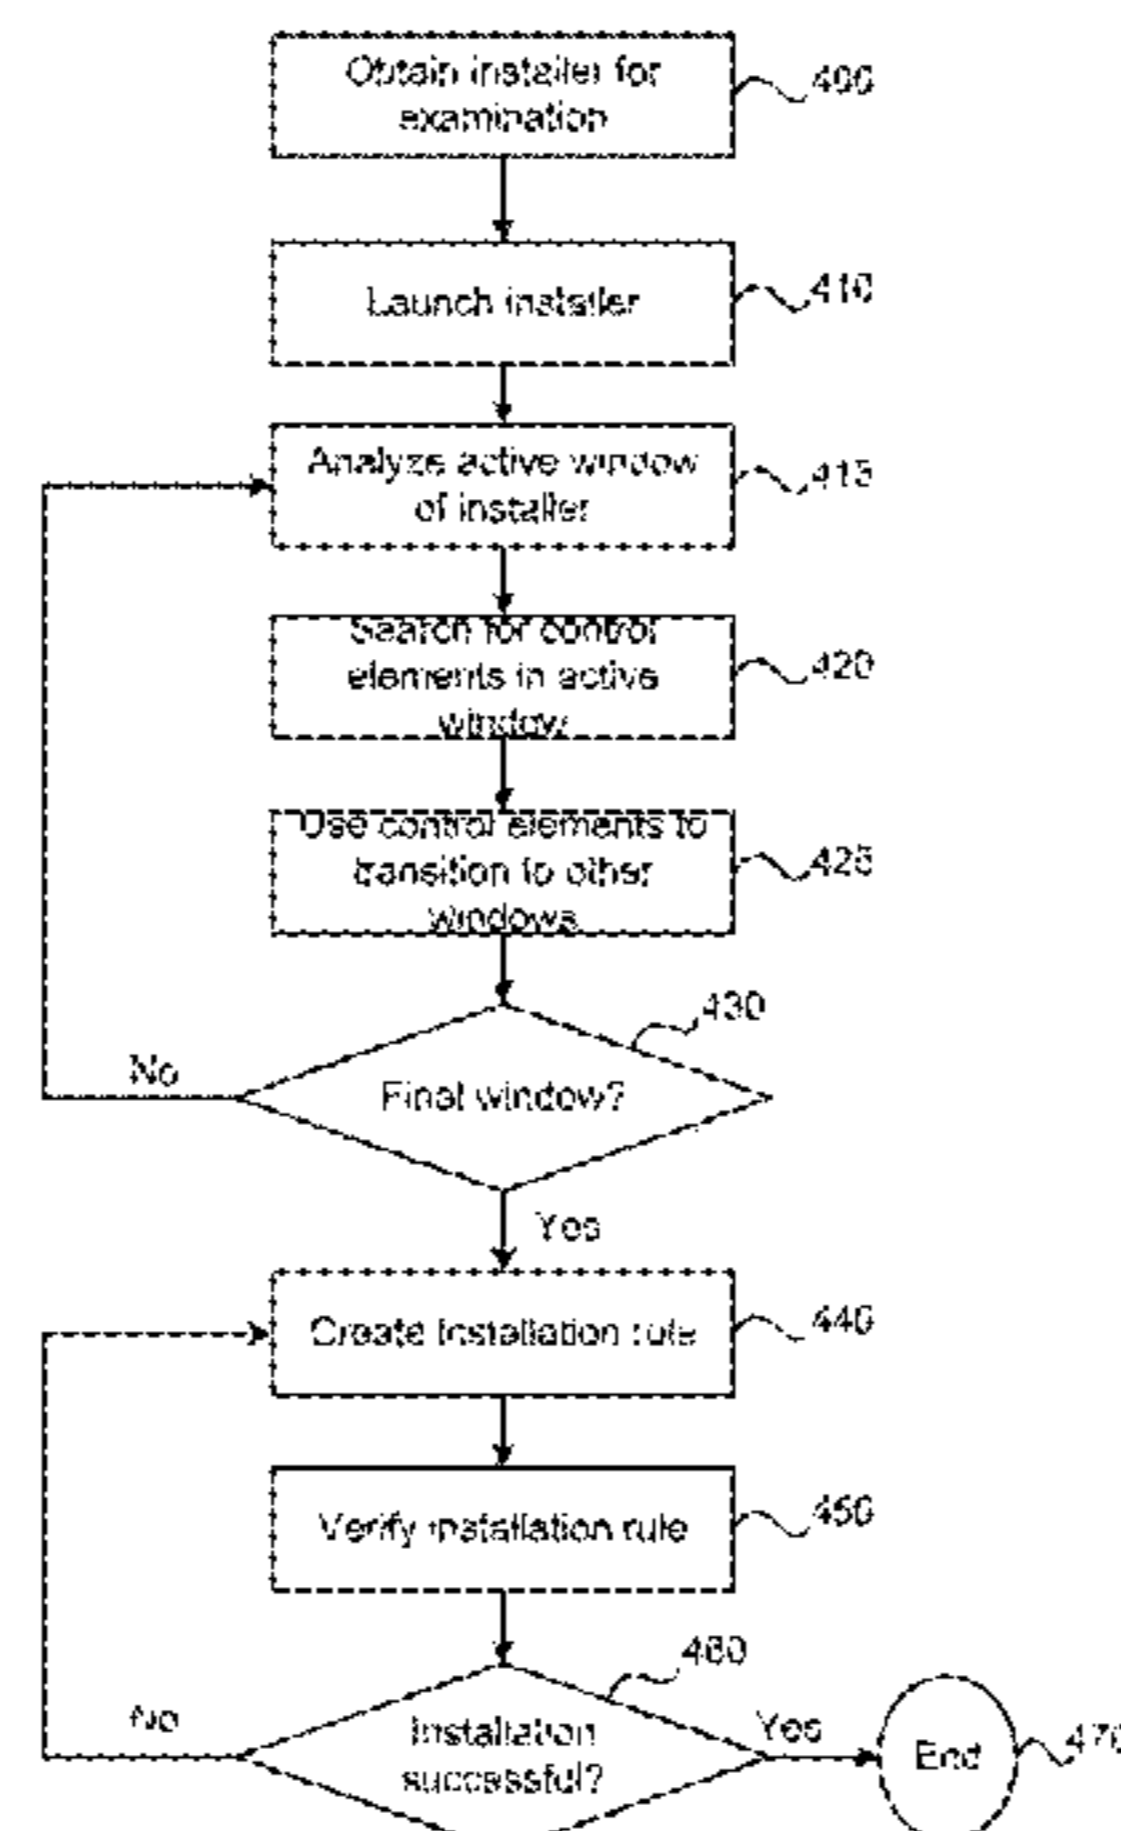 Obtain installer for
examination
400
Launch installer
410
Analyze active window
of installer
415
Search for control
elements in active
window
420
Use control elements to
transition to other
windows
425
430
Final window?
No
Yes
Create installation rule
440
Verify installation rule
450
460
Installation
successful?
No
Yes
End
470